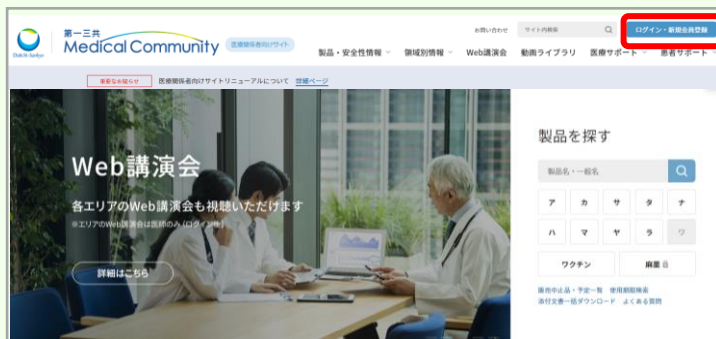 Daiichi-Sankyo
第一三共
Medical Community
医療関係者向けサイト
お問い合わせ
サイト内検索
ログイン・新規会員登録
製品・安全性情報
領域別情報
Web講演会
動画ライブラリ
医療サポート
患者サポート
重要なお知らせ
医療関係者向けサイトリニューアルについて 詳細ページ
Web講演会
各エリアのWeb講演会も視聴いただけます
※エリアのWeb講演会は医師のみ（ログイン後）
詳細はこちら
製品を探す
製品名・一般名
ア カ サ タ ナ
ハ マ ヤ ラ ワ
ワクチン 麻薬
販売中止品・予定一覧 使用期限検索
添付文書一括ダウンロード よくある質問